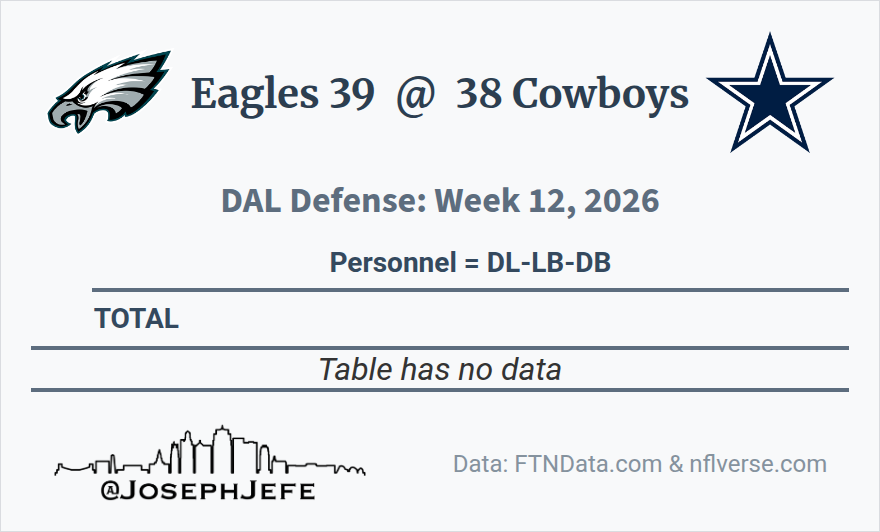 Eagles 39 @ 38 Cowboys
DAL Defense: Week 12, 2026
Personnel = DL-LB-DB
TOTAL
Table has no data
@JOSEPHJEFE
Data: FTNData.com & nflverse.com